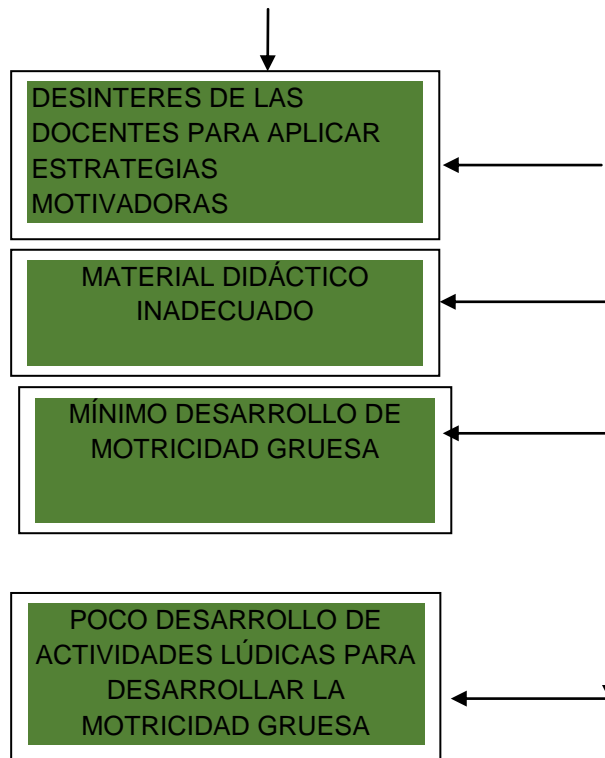 DESINTERES DE LAS
DOCENTES PARA APLICAR
ESTRATEGIAS
MOTIVADORAS
MATERIAL DIDÁCTICO
INADECUADO
MÍNIMO DESARROLLO DE
MOTRICIDAD GRUESA
POCO DESARROLLO DE
ACTIVIDADES LÚDICAS PARA
DESARROLLAR LA
MOTRICIDAD GRUESA